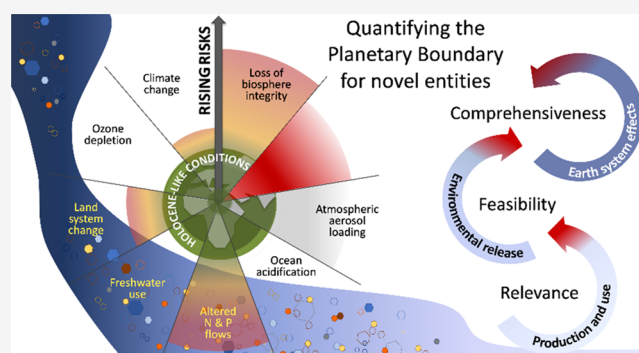 Quantifying the
Planetary Boundary
for novel entities
RISING RISKS
Climate
change
Loss of
biosphere
integrity
Ozone
depletion
HOLOCENE-LIKE CONDITIONS
Land
system
change
Atmospheric
aerosol
loading
Freshwater
use
Ocean
acidification
Altered
N & P
flows
Comprehensiveness
Earth system effects
Feasibility
Environmental release
Relevance
Production and use